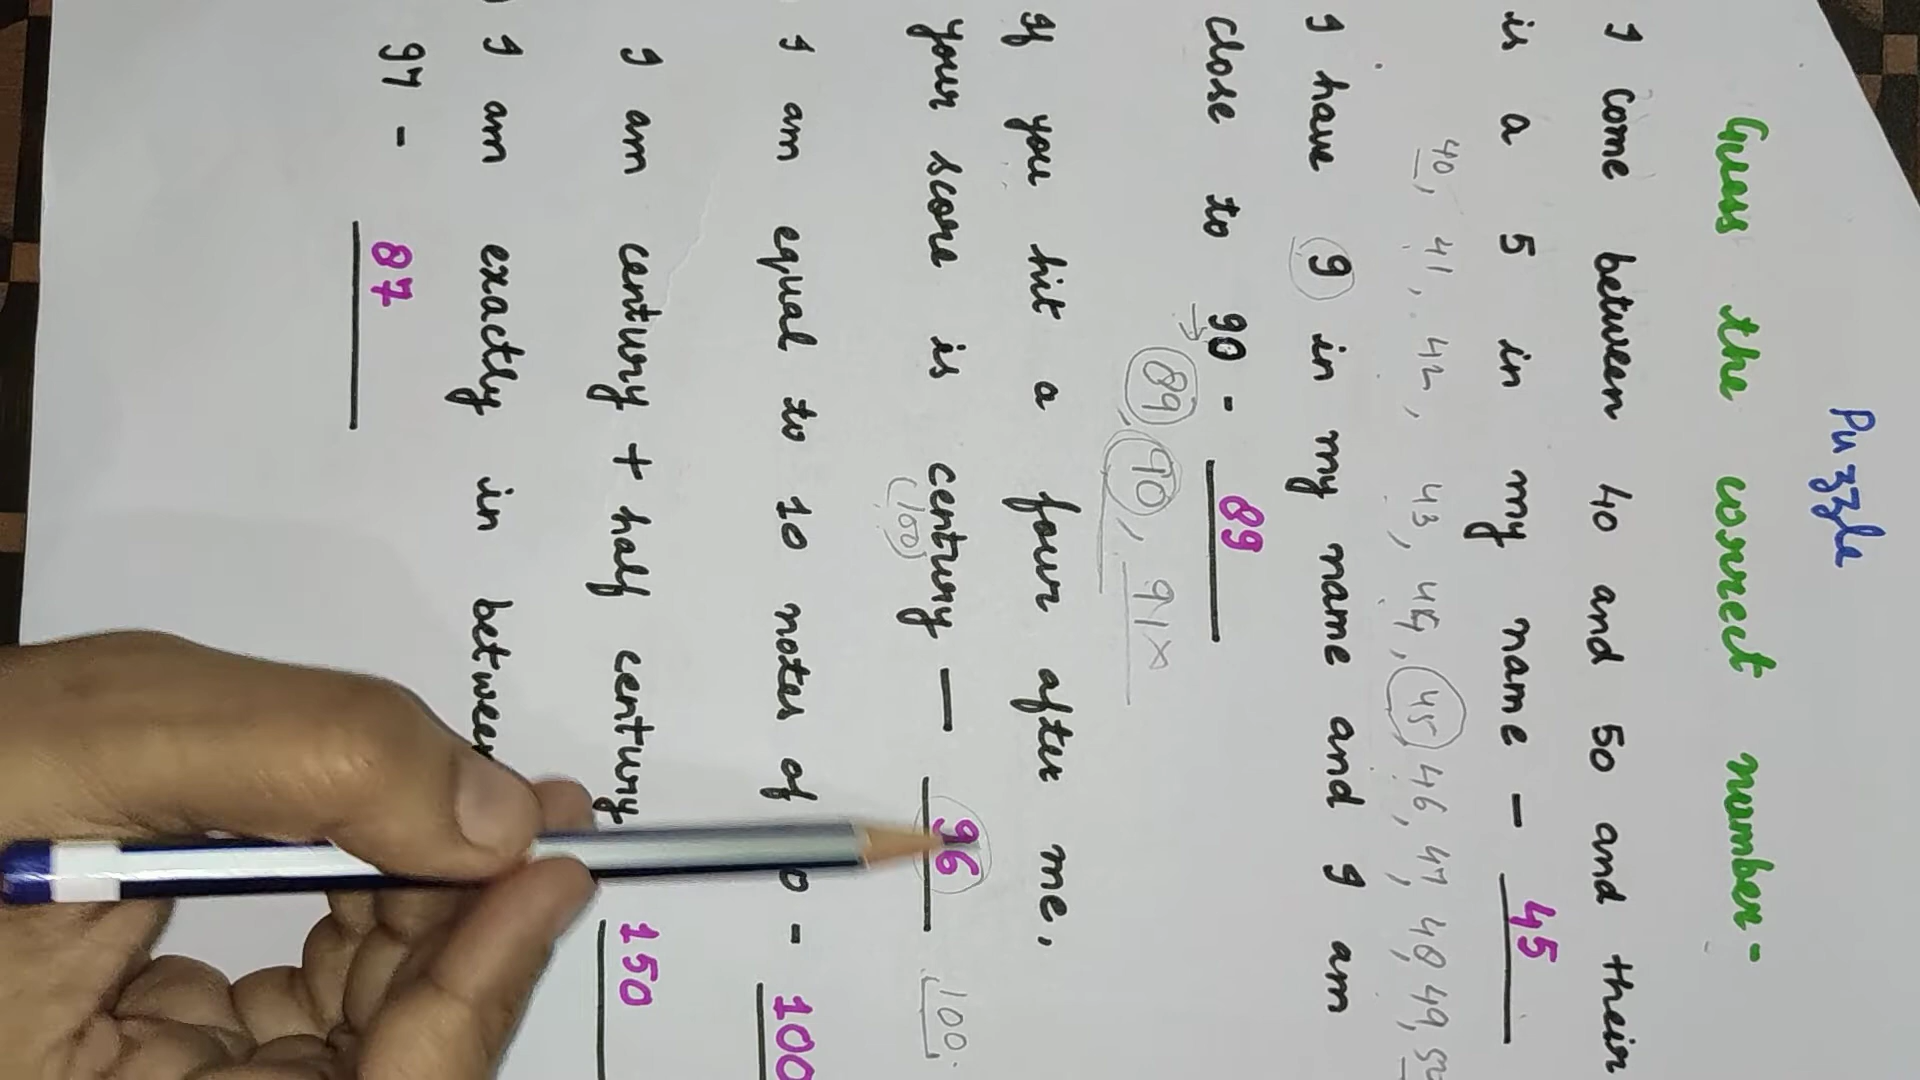 Puzzle
Guess the correct number-
I come between 40 and 50 and their
is a 5 in my name - 45
40, 41, 42, 43, 44, 45, 46, 47, 48, 49, 50
I have 9 in my name and I am
close to 90 - 89
89, 90, 91 ×
If you hit a four after me,
your score is century - 96 100
(100)
I am equal to 10 notes of - 100
I am century + half century 150
I am exactly in between
97 - 87